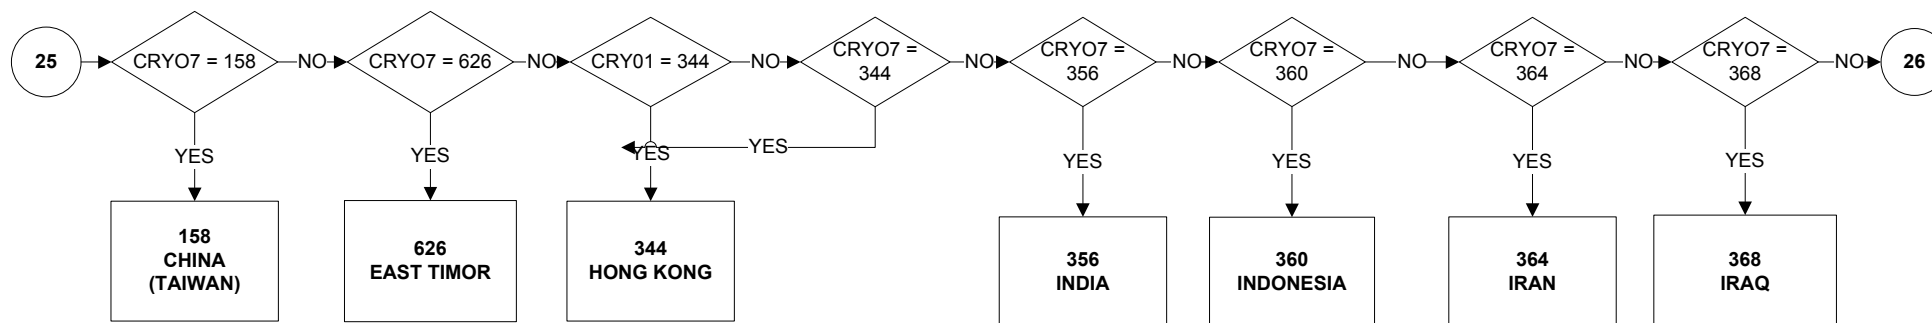 25
CRYO7 = 158
NO
CRYO7 = 626
NO
CRY01 = 344
NO
CRYO7 =
344
NO
CRYO7 =
356
NO
CRYO7 =
360
NO
CRYO7 =
364
NO
CRYO7 =
368
NO
26
YES
YES
YES
YES
YES
YES
YES
YES
158
CHINA
(TAIWAN)
626
EAST TIMOR
344
HONG KONG
356
INDIA
360
INDONESIA
364
IRAN
368
IRAQ